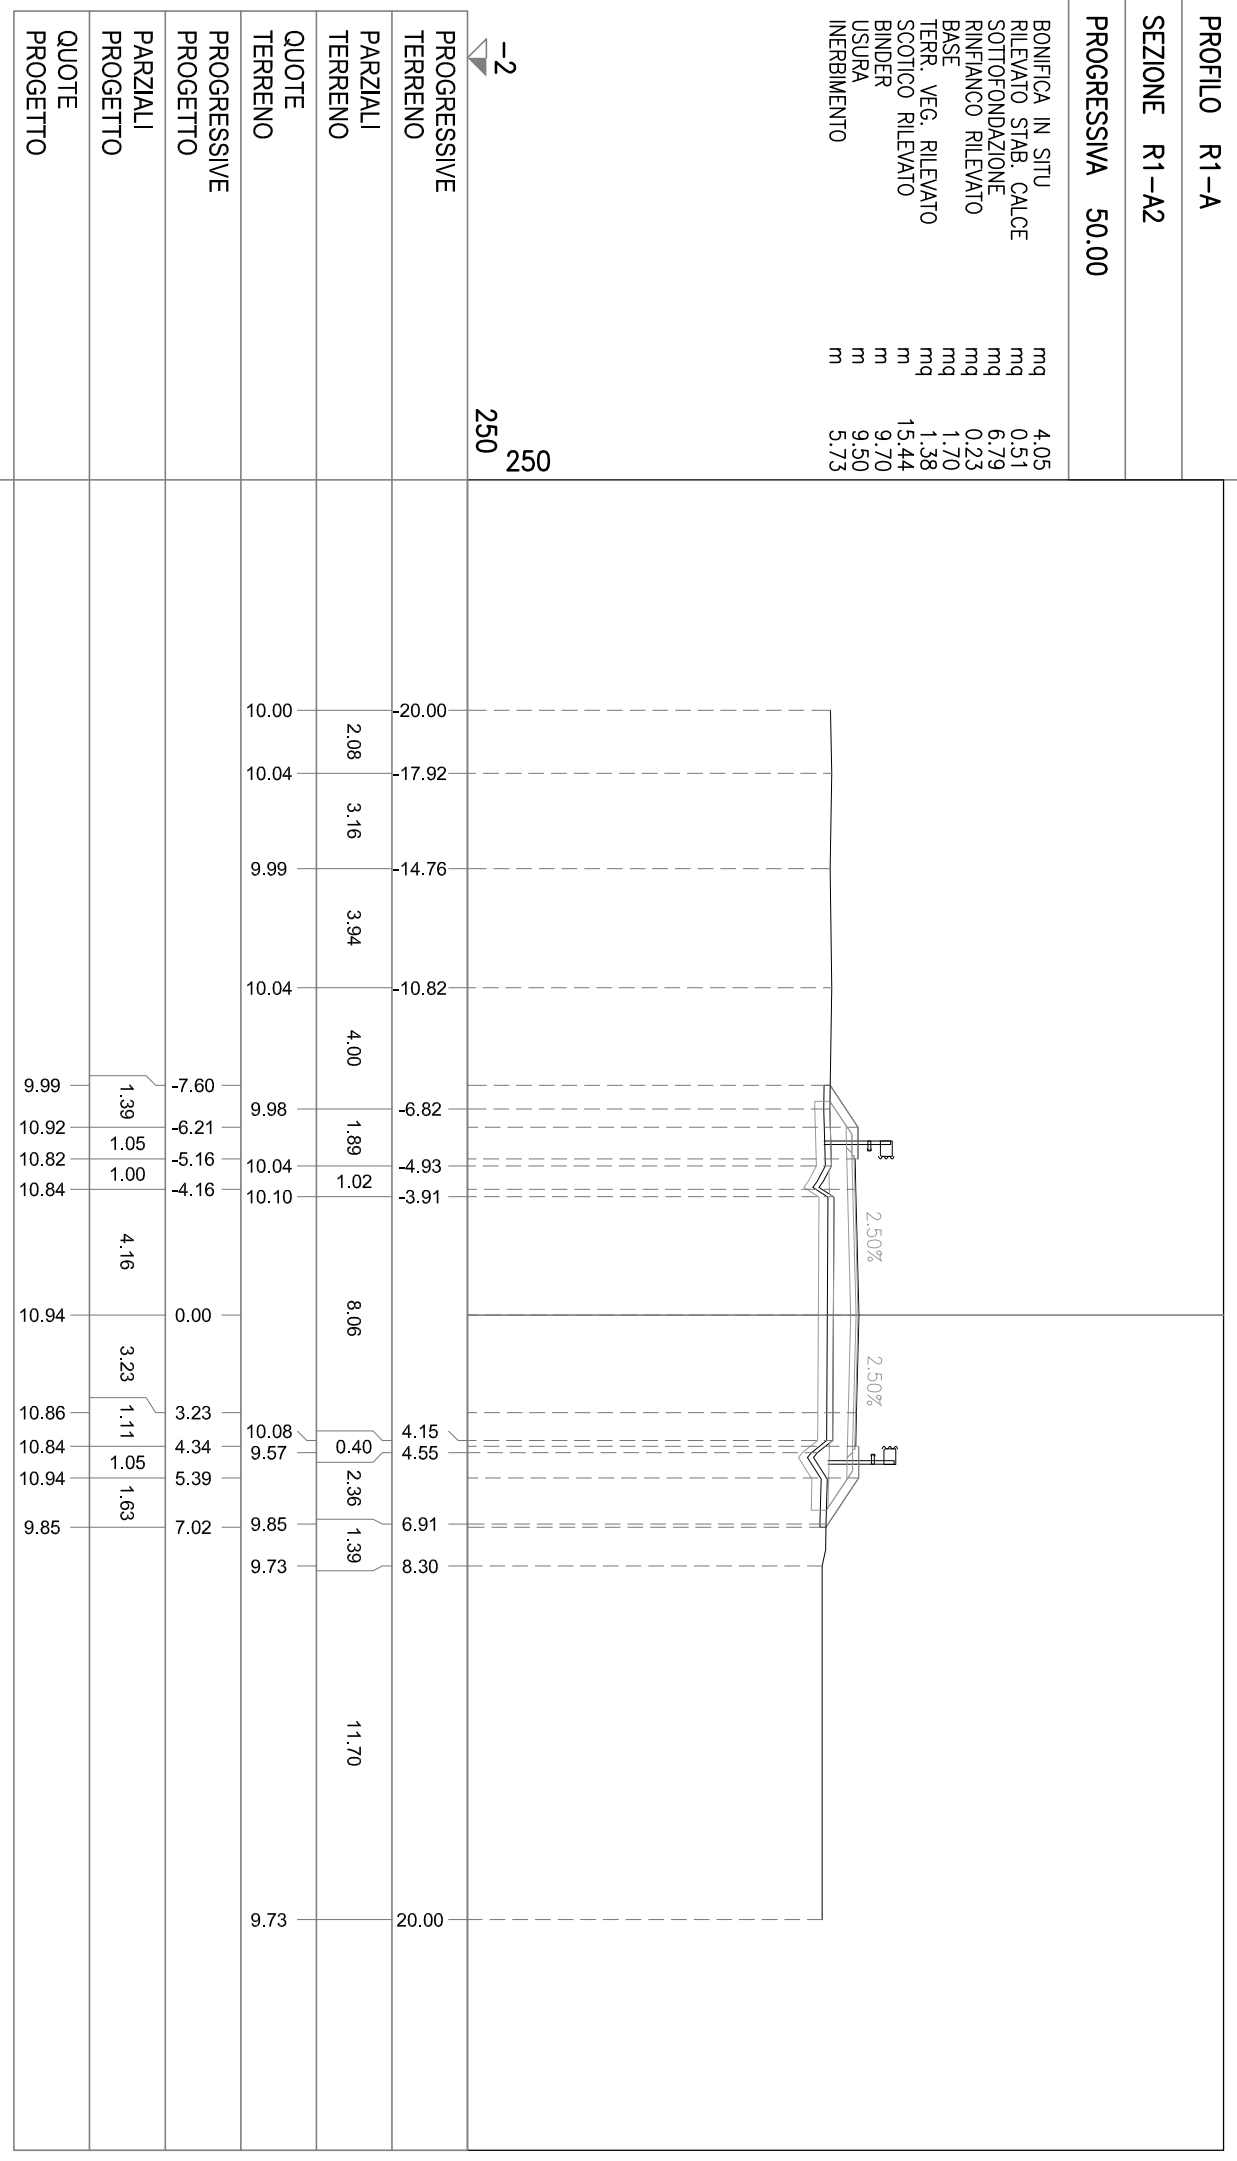 PROFILO R1-A
SEZIONE R1-A2
PROGRESSIVA 50.00
BONIFICA IN SITU mq 4.05
RILEVATO STAB. CALCE mq 0.51
SOTTOFONDAZIONE mq 6.79
RINFIANCO RILEVATO mq 0.23
BASE mq 1.70
TERR. VEG. RILEVATO mq 1.38
SCOTICO RILEVATO m 15.44
BINDER m 9.70
USURA m 9.50
INERBIMENTO m 5.73
2.50% 2.50%
-2
250
250
PROGRESSIVE
TERRENO
-20.00 -17.92 -14.76 -10.82 -6.82 -4.93 -3.91 4.15 4.55 6.91 8.30 20.00
PARZIALI
TERRENO
2.08 3.16 3.94 4.00 1.89 1.02 8.06 0.40 2.36 1.39 11.70
QUOTE
TERRENO
10.00 10.04 9.99 10.04 9.98 10.04 10.10 10.08 9.57 9.85 9.73 9.73
PROGRESSIVE
PROGETTO
-7.60 -6.21 -5.16 -4.16 0.00 3.23 4.34 5.39 7.02
PARZIALI
PROGETTO
1.39 1.05 1.00 4.16 3.23 1.11 1.05 1.63
QUOTE
PROGETTO
9.99 10.92 10.82 10.84 10.94 10.86 10.84 10.94 9.85